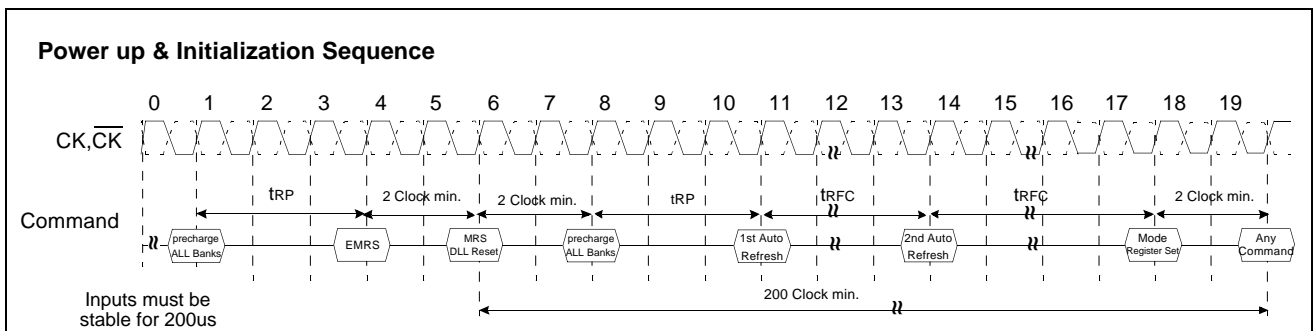 Power up & Initialization Sequence
0 1 2 3 4 5 6 7 8 9 10 11 12 13 14 15 16 17 18 19
CK,CK
tRP 2 Clock min. 2 Clock min. tRP tRFC tRFC 2 Clock min.
Command
precharge
ALL Banks
EMRS
MRS
DLL Reset
precharge
ALL Banks
1st Auto
Refresh
2nd Auto
Refresh
Mode
Register Set
Any
Command
200 Clock min.
Inputs must be
stable for 200us